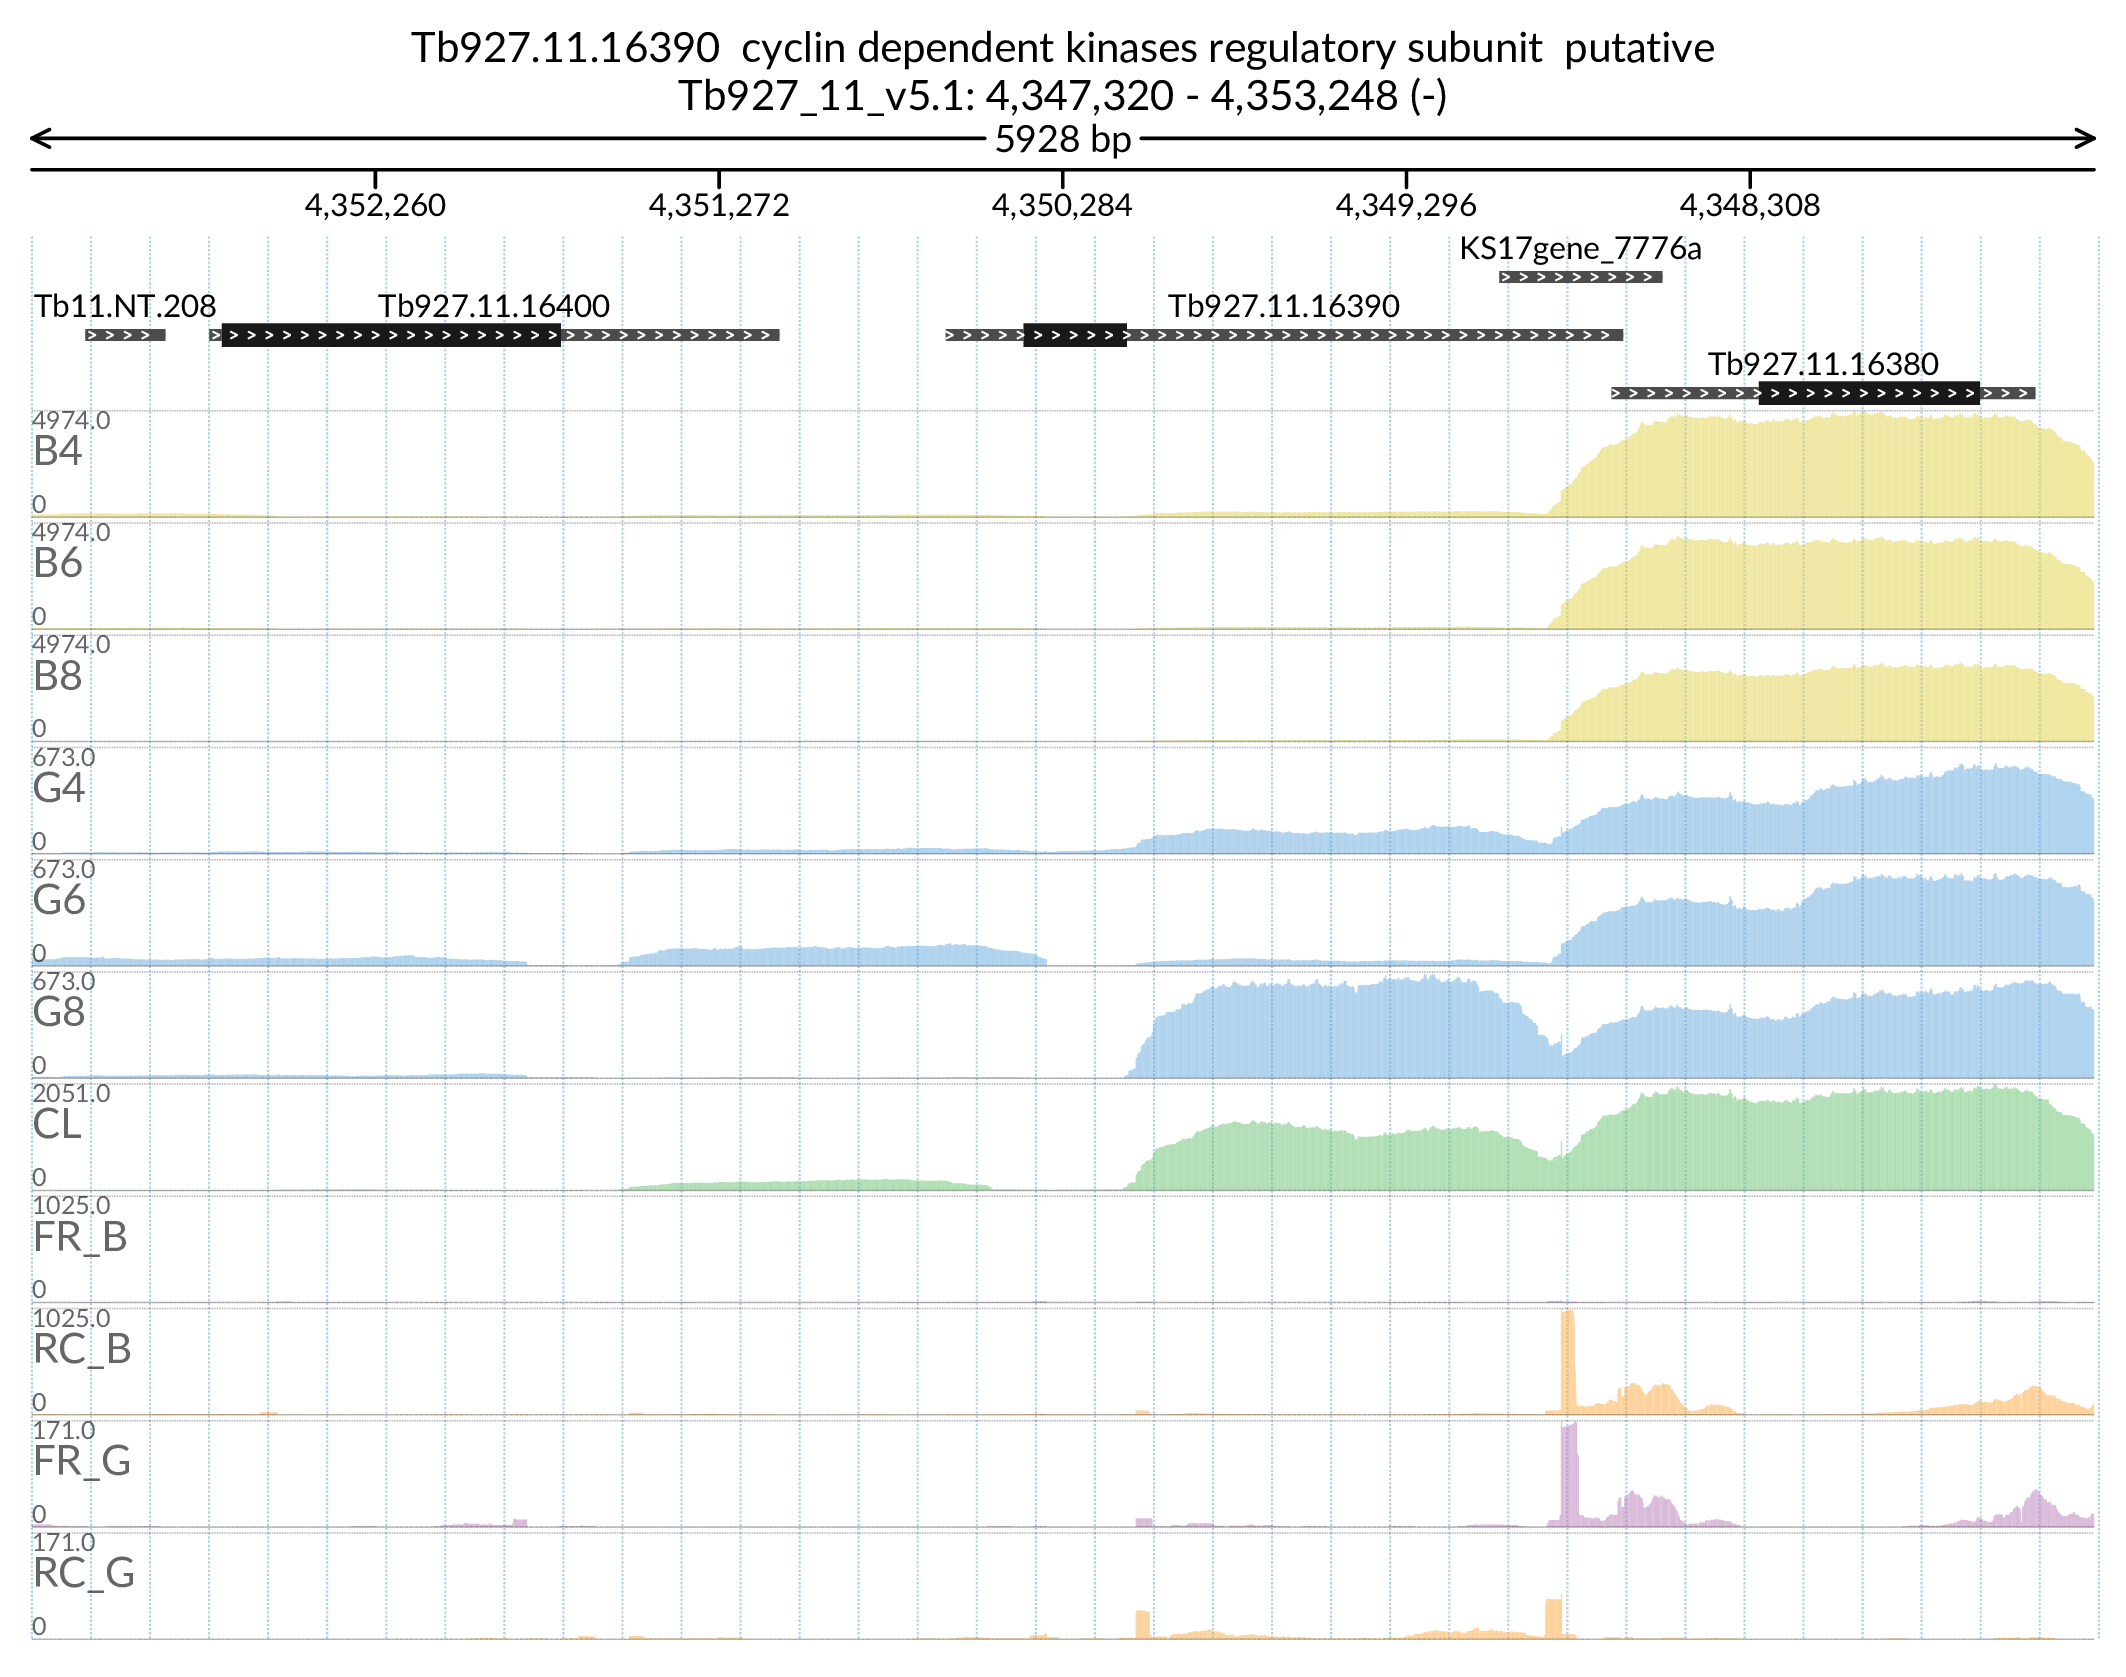 Tb927.11.16390  cyclin dependent kinases regulatory subunit  putative
Tb927_11_v5.1: 4,347,320 - 4,353,248 (-)
5928 bp
4,352,260 4,351,272 4,350,284 4,349,296 4,348,308
KS17gene_7776a
Tb11.NT.208 Tb927.11.16400 Tb927.11.16390
Tb927.11.16380
4974.0
B4
0
4974.0
B6
0
4974.0
B8
0
673.0
G4
0
673.0
G6
0
673.0
G8
0
2051.0
CL
0
1025.0
FR_B
0
1025.0
RC_B
0
171.0
FR_G
0
171.0
RC_G
0